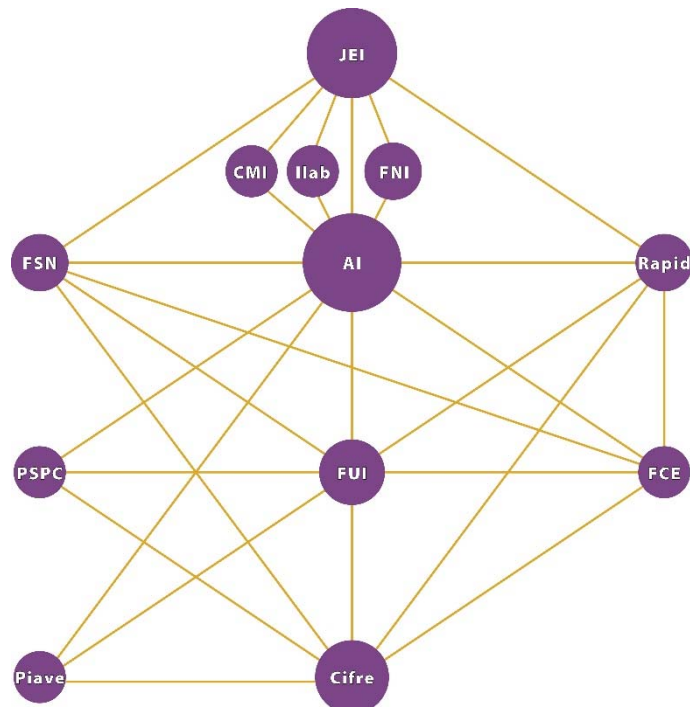 JEI
CMI
Ilab
FNI
FSN
AI
Rapid
PSPC
FUI
FCE
Piave
Cifre